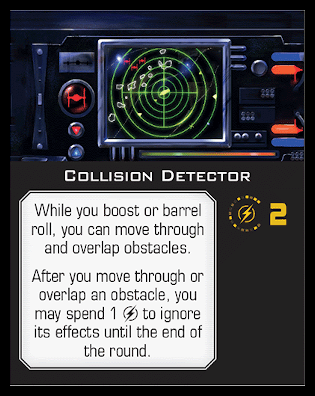 Collision Detector
While you boost or barrel
roll, you can move through
and overlap obstacles.
After you move through or
overlap an obstacle, you
may spend 1 to ignore
its effects until the end of
the round.
2